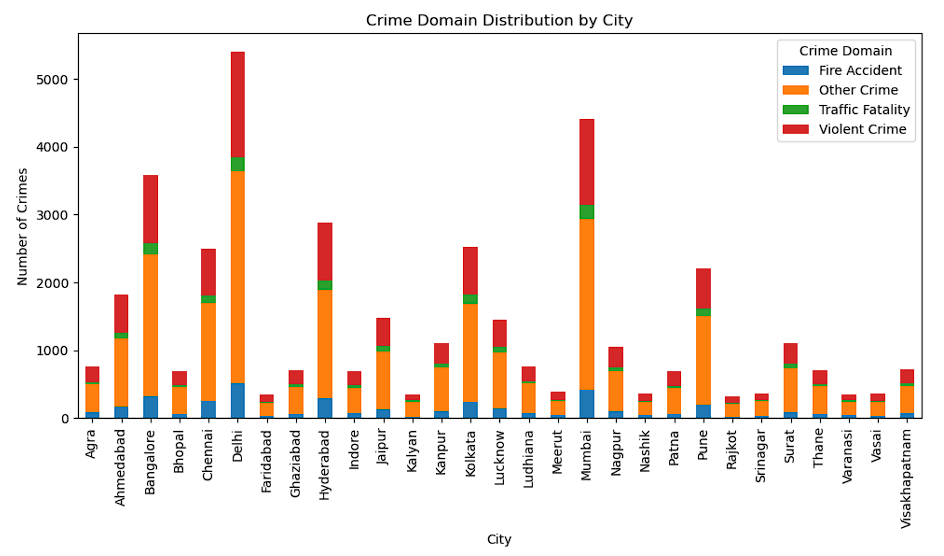 Crime Domain Distribution by City
Crime Domain
Fire Accident
Other Crime
Traffic Fatality
Violent Crime
Number of Crimes
5000
4000
3000
2000
1000
0
Agra
Ahmedabad
Bangalore
Bhopal
Chennai
Delhi
Faridabad
Ghaziabad
Hyderabad
Indore
Jaipur
Kalyan
Kanpur
Kolkata
Lucknow
Ludhiana
Meerut
Mumbai
Nagpur
Nashik
Patna
Pune
Rajkot
Srinagar
Surat
Thane
Varanasi
Vasai
Visakhapatnam
City